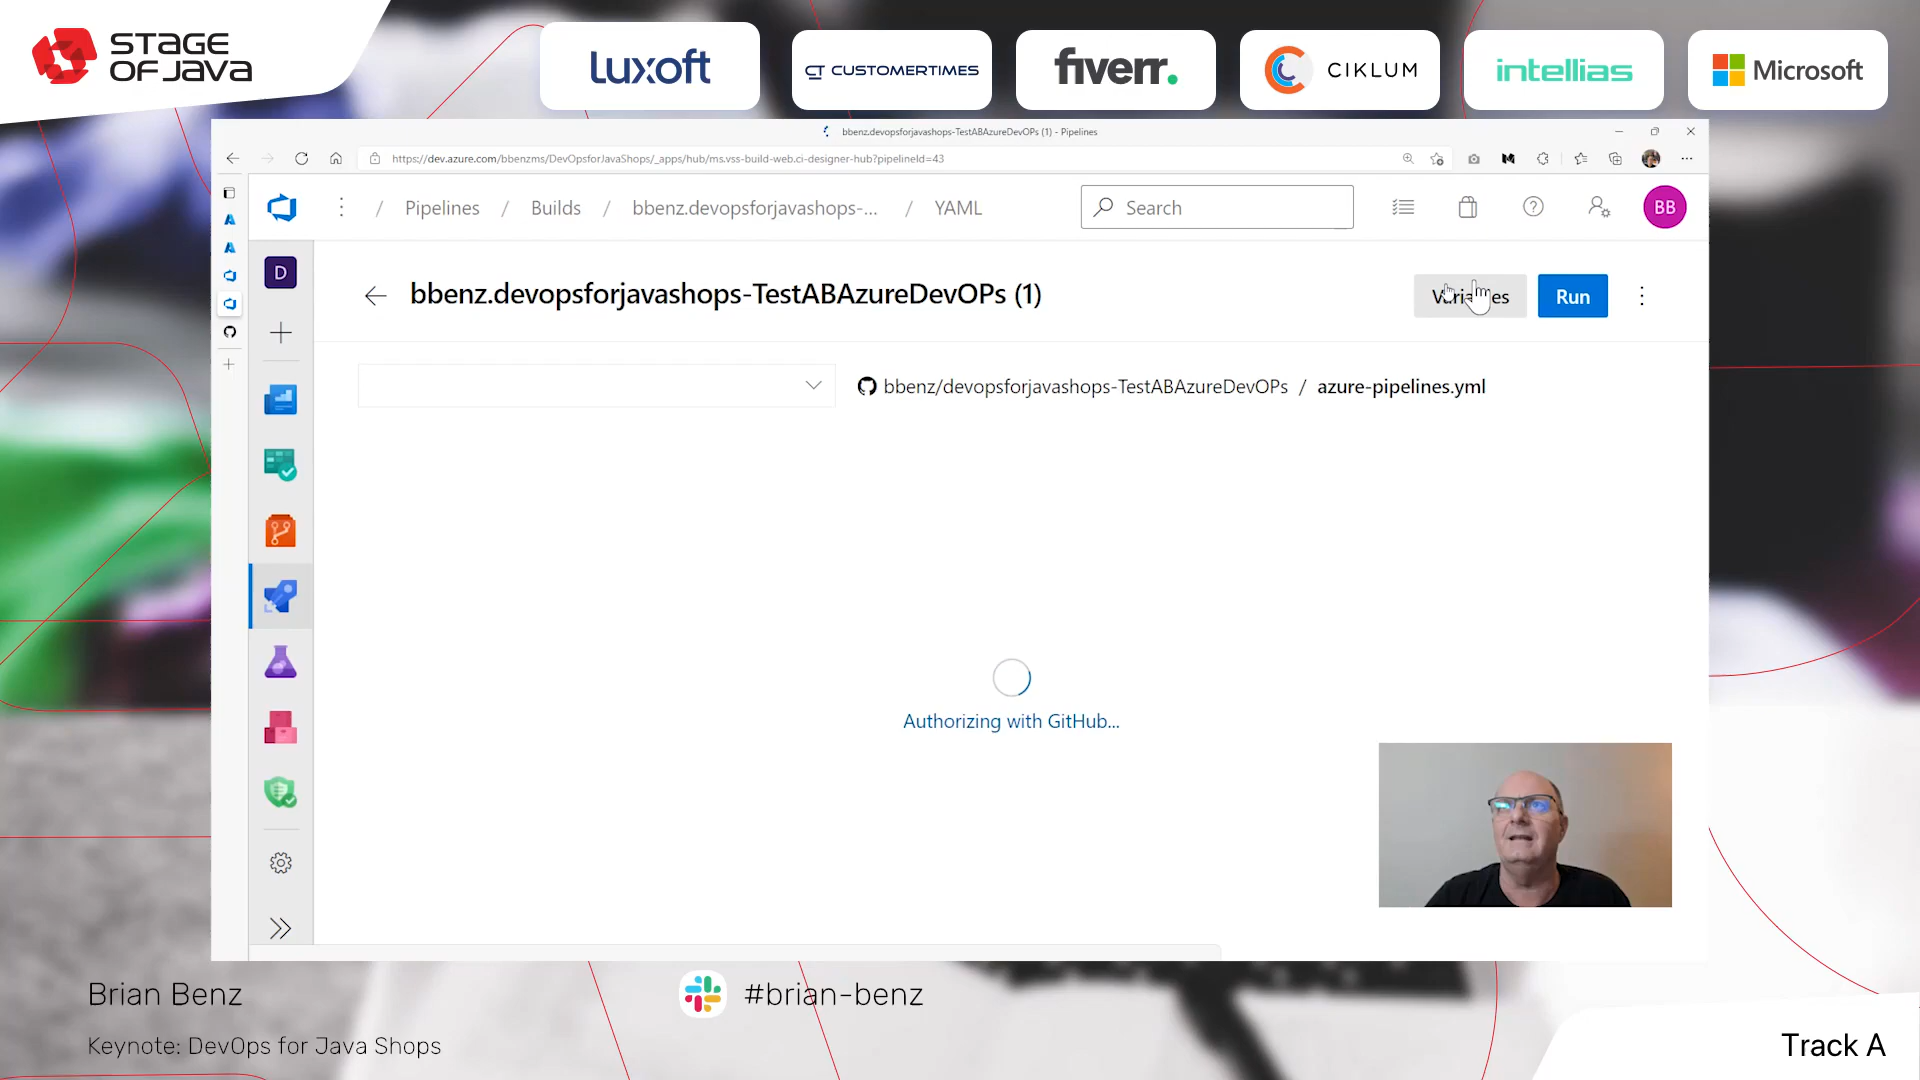 STAGE
OF JAVA
Luxoft
CT CUSTOMERTIMES
fiverr.
CIKLUM
intellias
Microsoft
bbenz.devopsforjavashops-TestABAzureDevOPs (1) - Pipelines
https://dev.azure.com/bbenzms/DevOpsforJavaShops/_apps/hub/ms.vss-build-web.ci-designer-hub?pipelineId=43
/ Pipelines / Builds / bbenz.devopsforjavashops-... / YAML
Search
BB
D
bbenz.devopsforjavashops-TestABAzureDevOPs (1)
Variables
Run
bbenz/devopsforjavashops-TestABAzureDevOPs / azure-pipelines.yml
Authorizing with GitHub...
Brian Benz
#brian-benz
Keynote: DevOps for Java Shops
Track A